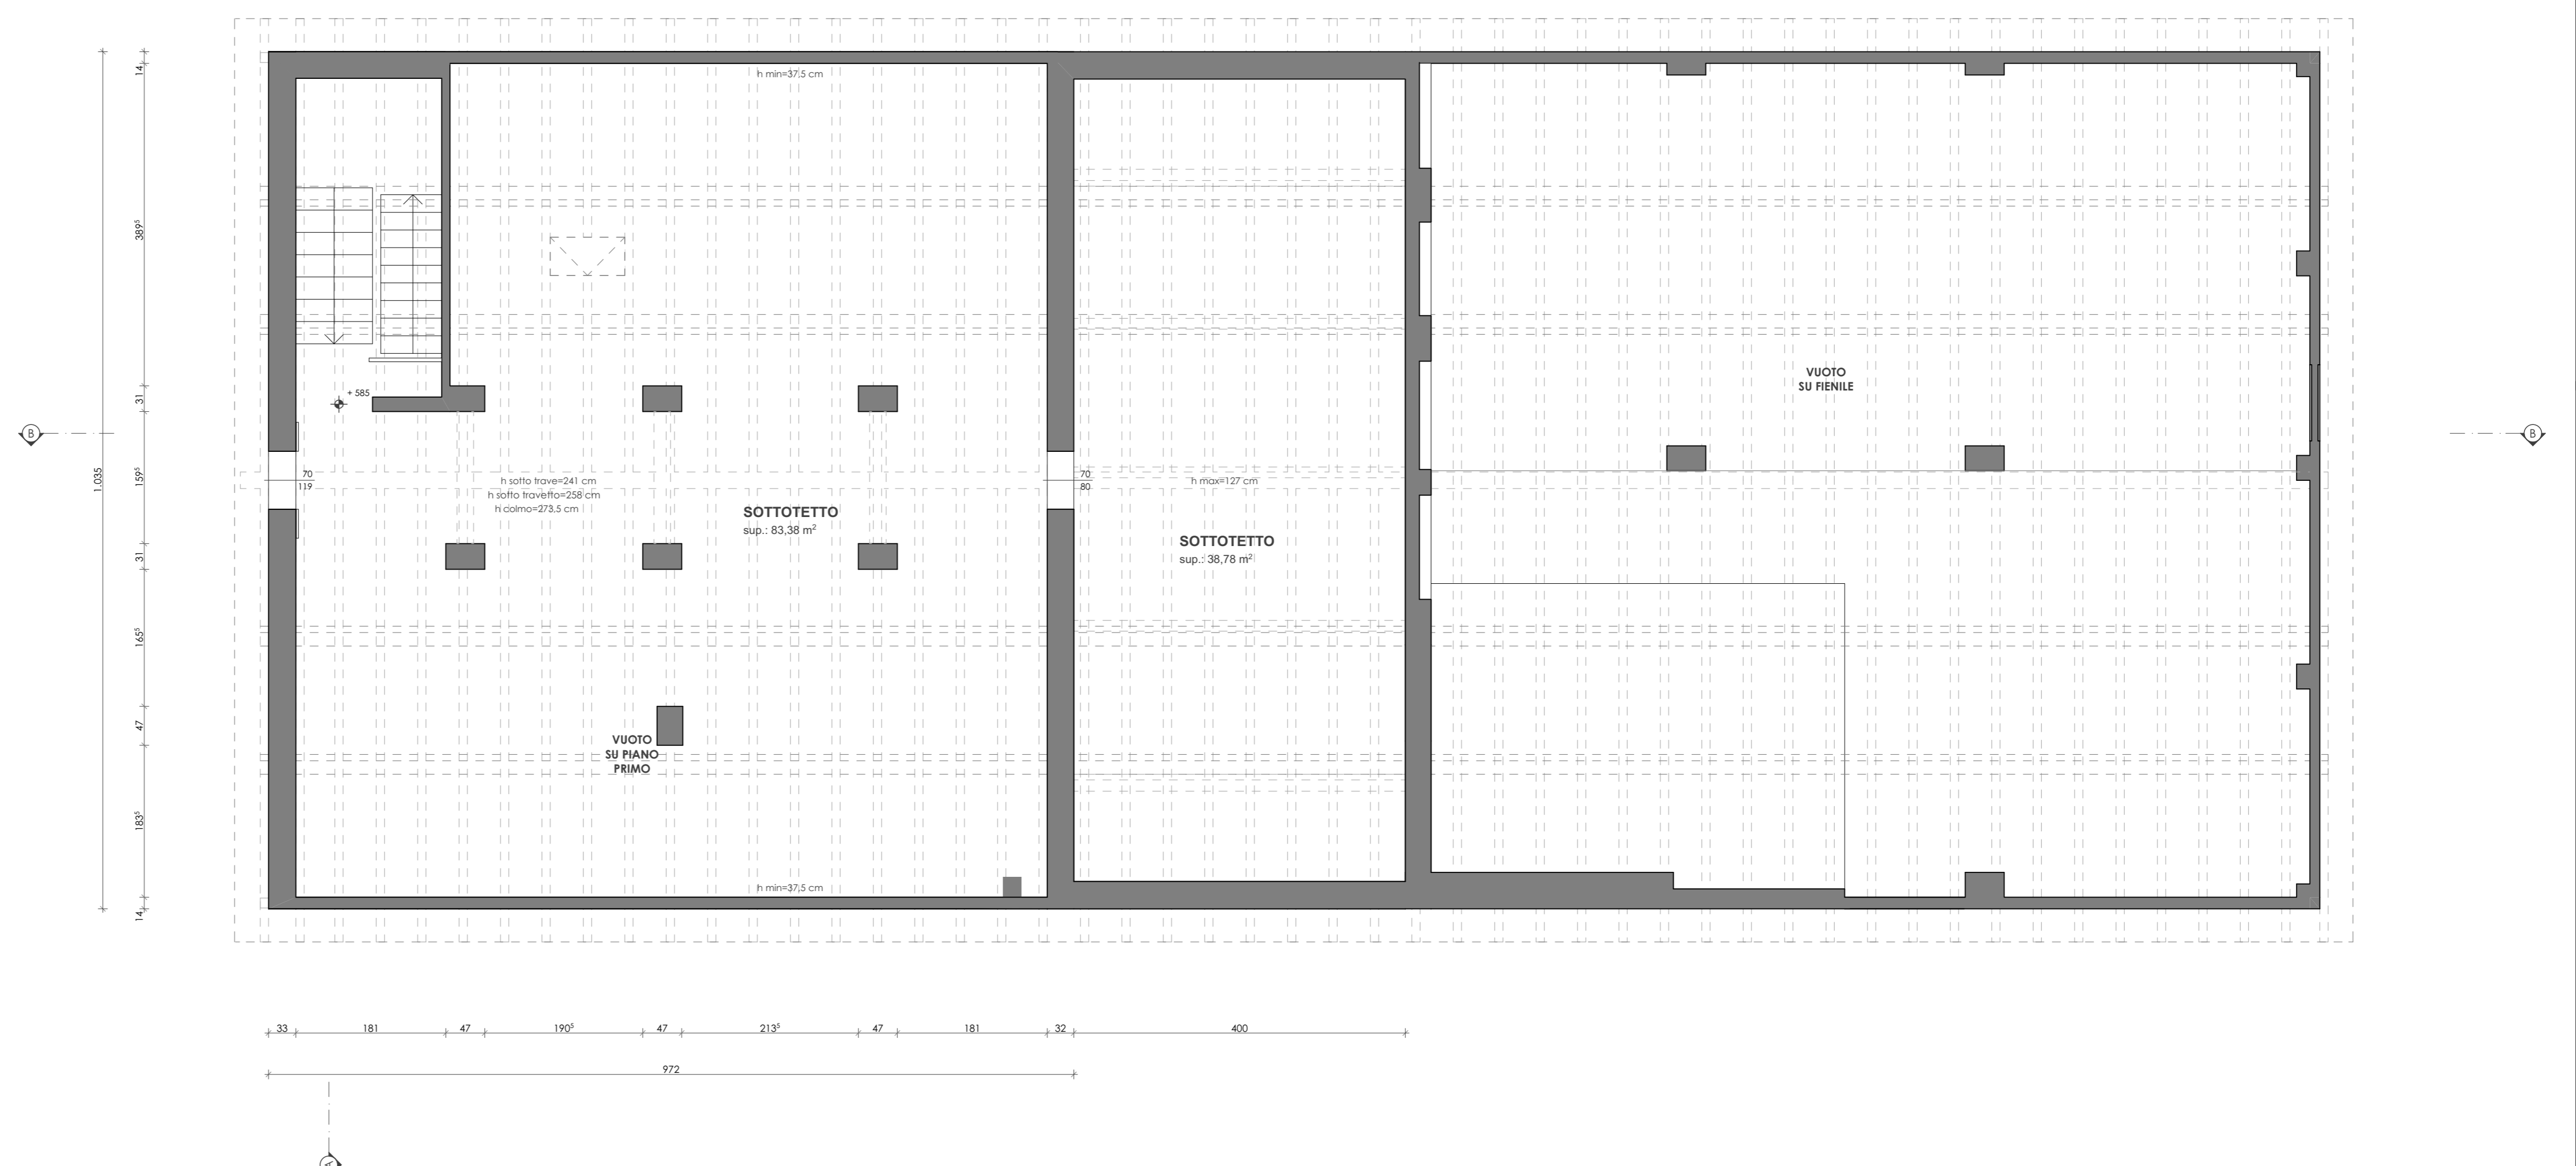 14
h min=37,5 cm
389⁵
+ 585
31
B
B
VUOTO
SU FIENILE
1.035
159⁵
70
119
h sotto trave=241 cm
h sotto travetto=258 cm
h colmo=273,5 cm
70
80
h max=127 cm
SOTTOTETTO
sup.: 83,38 m²
SOTTOTETTO
sup.: 38,78 m²
31
165⁵
47
VUOTO
SU PIANO
PRIMO
183⁵
h min=37,5 cm
14
33 181 47 190⁵ 47 213⁵ 47 181 32 400
972
A